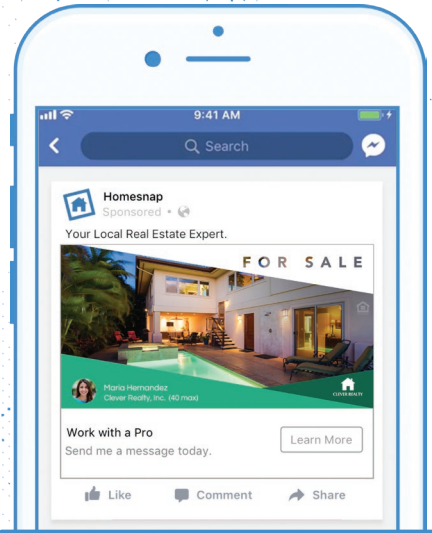 9:41 AM
Search
Homesnap
Sponsored
Your Local Real Estate Expert.
FOR SALE
Maria Hernandez
Clever Realty, Inc. (40 max)
CLEVER REALTY
Work with a Pro
Send me a message today.
Learn More
Like Comment Share